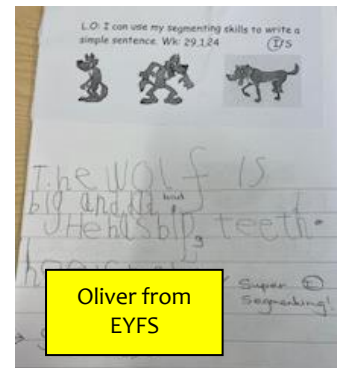 L.O: I can use my segmenting skills to write a
simple sentence. Wk: 29.1.24 I/S
The wolf is
big and bad
He has big teeth.
Super
Segmenting!
Oliver from
EYFS